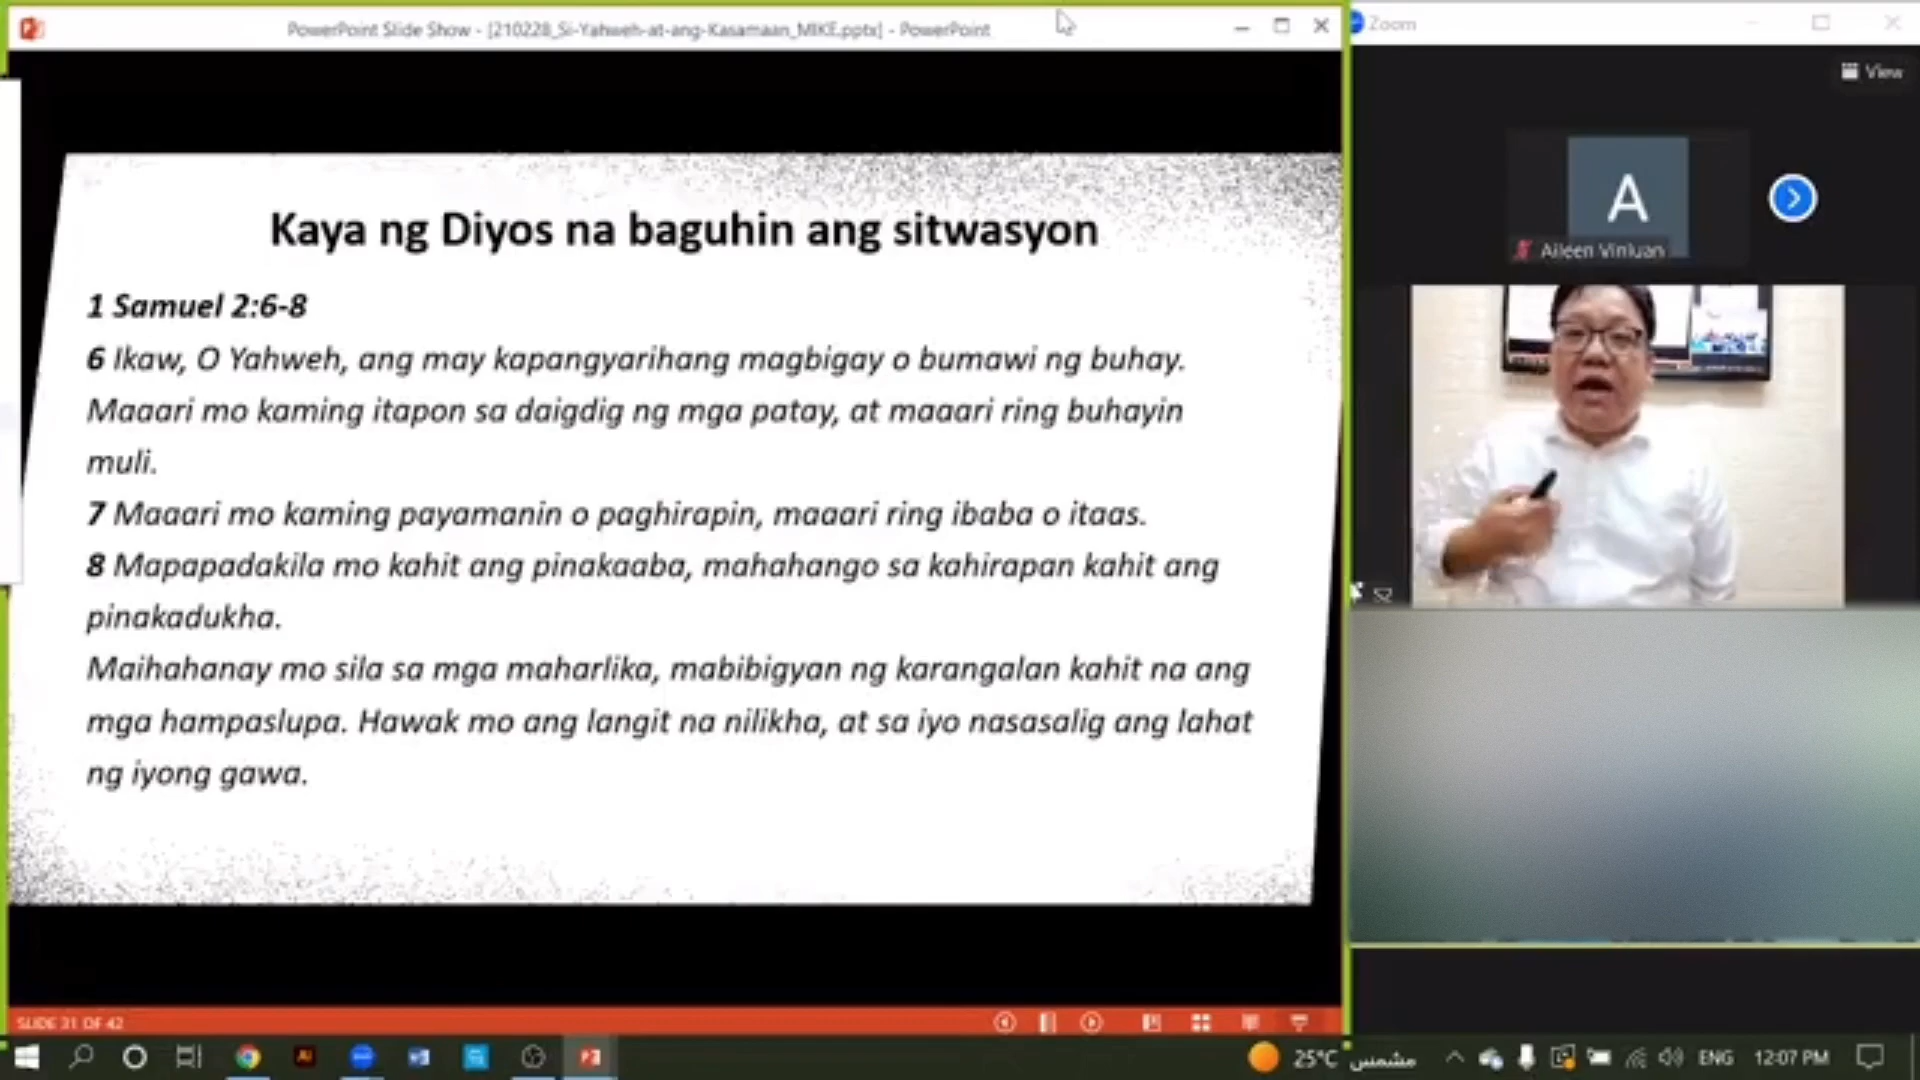 PowerPoint Slide Show - [210228_Si-Yahweh-at-ang-Kasamaan_MIKE.pptx] - PowerPoint
Zoom
View
A
Aileen Vinluan
Kaya ng Diyos na baguhin ang sitwasyon
1 Samuel 2:6-8
6 Ikaw, O Yahweh, ang may kapangyarihang magbigay o bumawi ng buhay.
Maaari mo kaming itapon sa daigdig ng mga patay, at maaari ring buhayin
muli.
7 Maaari mo kaming payamanin o paghirapin, maaari ring ibaba o itaas.
8 Mapapadakila mo kahit ang pinakaaba, mahahango sa kahirapan kahit ang
pinakadukha.
Maihahanay mo sila sa mga maharlika, mabibigyan ng karangalan kahit na ang
mga hampaslupa. Hawak mo ang langit na nilikha, at sa iyo nasasalig ang lahat
ng iyong gawa.
SLIDE 31 OF 42
25°C مشمس
ENG
12:07 PM